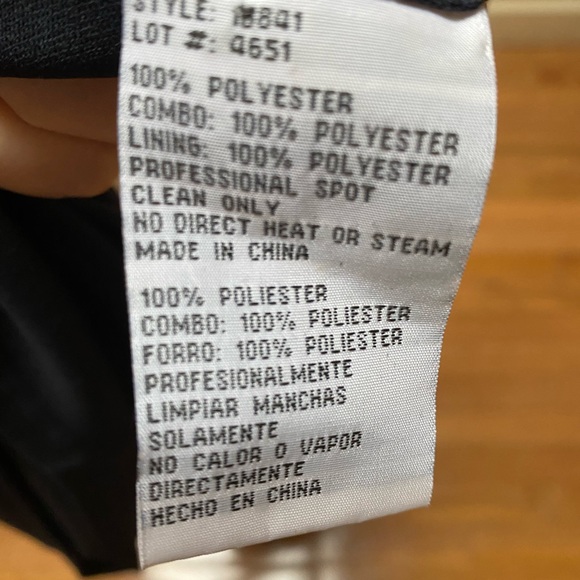 STYLE: 18841
LOT #: 4651
100% POLYESTER
COMBO: 100% POLYESTER
LINING: 100% POLYESTER
PROFESSIONAL SPOT
CLEAN ONLY
NO DIRECT HEAT OR STEAM
MADE IN CHINA
100% POLIESTER
COMBO: 100% POLIESTER
FORRO: 100% POLIESTER
PROFESIONALMENTE
LIMPIAR MANCHAS
SOLAMENTE
NO CALOR O VAPOR
DIRECTAMENTE
HECHO EN CHINA